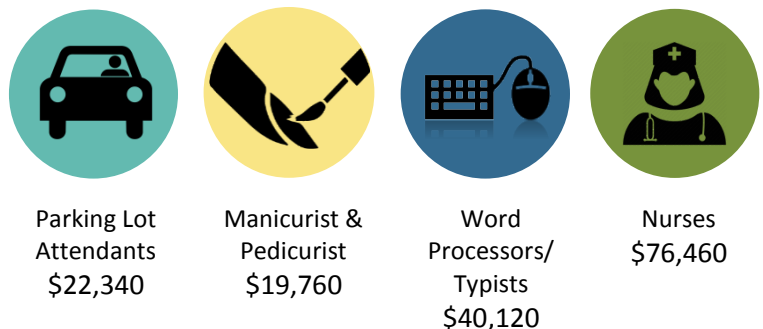 Parking Lot
Attendants
$22,340
Manicurist &
Pedicurist
$19,760
Word
Processors/
Typists
$40,120
Nurses
$76,460